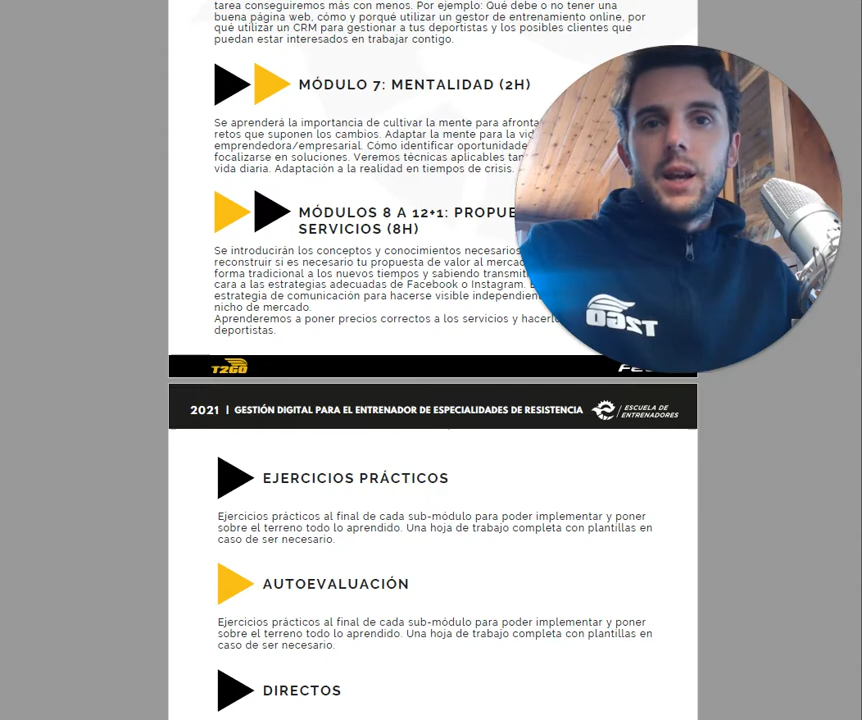 tarea conseguiremos más con menos. Por ejemplo: Qué debe o no tener una
buena página web, cómo y porqué utilizar un gestor de entrenamiento online, por
qué utilizar un CRM para gestionar a tus deportistas y los posibles clientes que
puedan estar interesados en trabajar contigo.
MÓDULO 7: MENTALIDAD (2H)
Se aprenderá la importancia de cultivar la mente para
retos que suponen los cambios. Adaptar la mente para la
emprendedora/empresarial. Cómo identificar
focalizarse en soluciones. Veremos técnicas aplicables
vida diaria. Adaptación a la realidad en tiempos de crisis.
MÓDULOS 8 A 12+1:
SERVICIOS (8H)
Se introducirán los conceptos y conocimientos
reconstruir si es necesario tu propuesta de valor al
forma tradicional a los nuevos tiempos y sabiendo
cara a las estrategias adecuadas de Facebook o Instagram.
estrategia de comunicación para hacerse visible
nicho de mercado.
Aprenderemos a poner precios correctos a los servicios y
deportistas.
T2GO
T2GO
2021 | GESTIÓN DIGITAL PARA EL ENTRENADOR DE ESPECIALIDADES DE RESISTENCIA
ESCUELA DE
ENTRENADORES
EJERCICIOS PRÁCTICOS
Ejercicios prácticos al final de cada sub-módulo para poder implementar y poner
sobre el terreno todo lo aprendido. Una hoja de trabajo completa con plantillas en
caso de ser necesario.
AUTOEVALUACIÓN
Ejercicios prácticos al final de cada sub-módulo para poder implementar y poner
sobre el terreno todo lo aprendido. Una hoja de trabajo completa con plantillas en
caso de ser necesario.
DIRECTOS